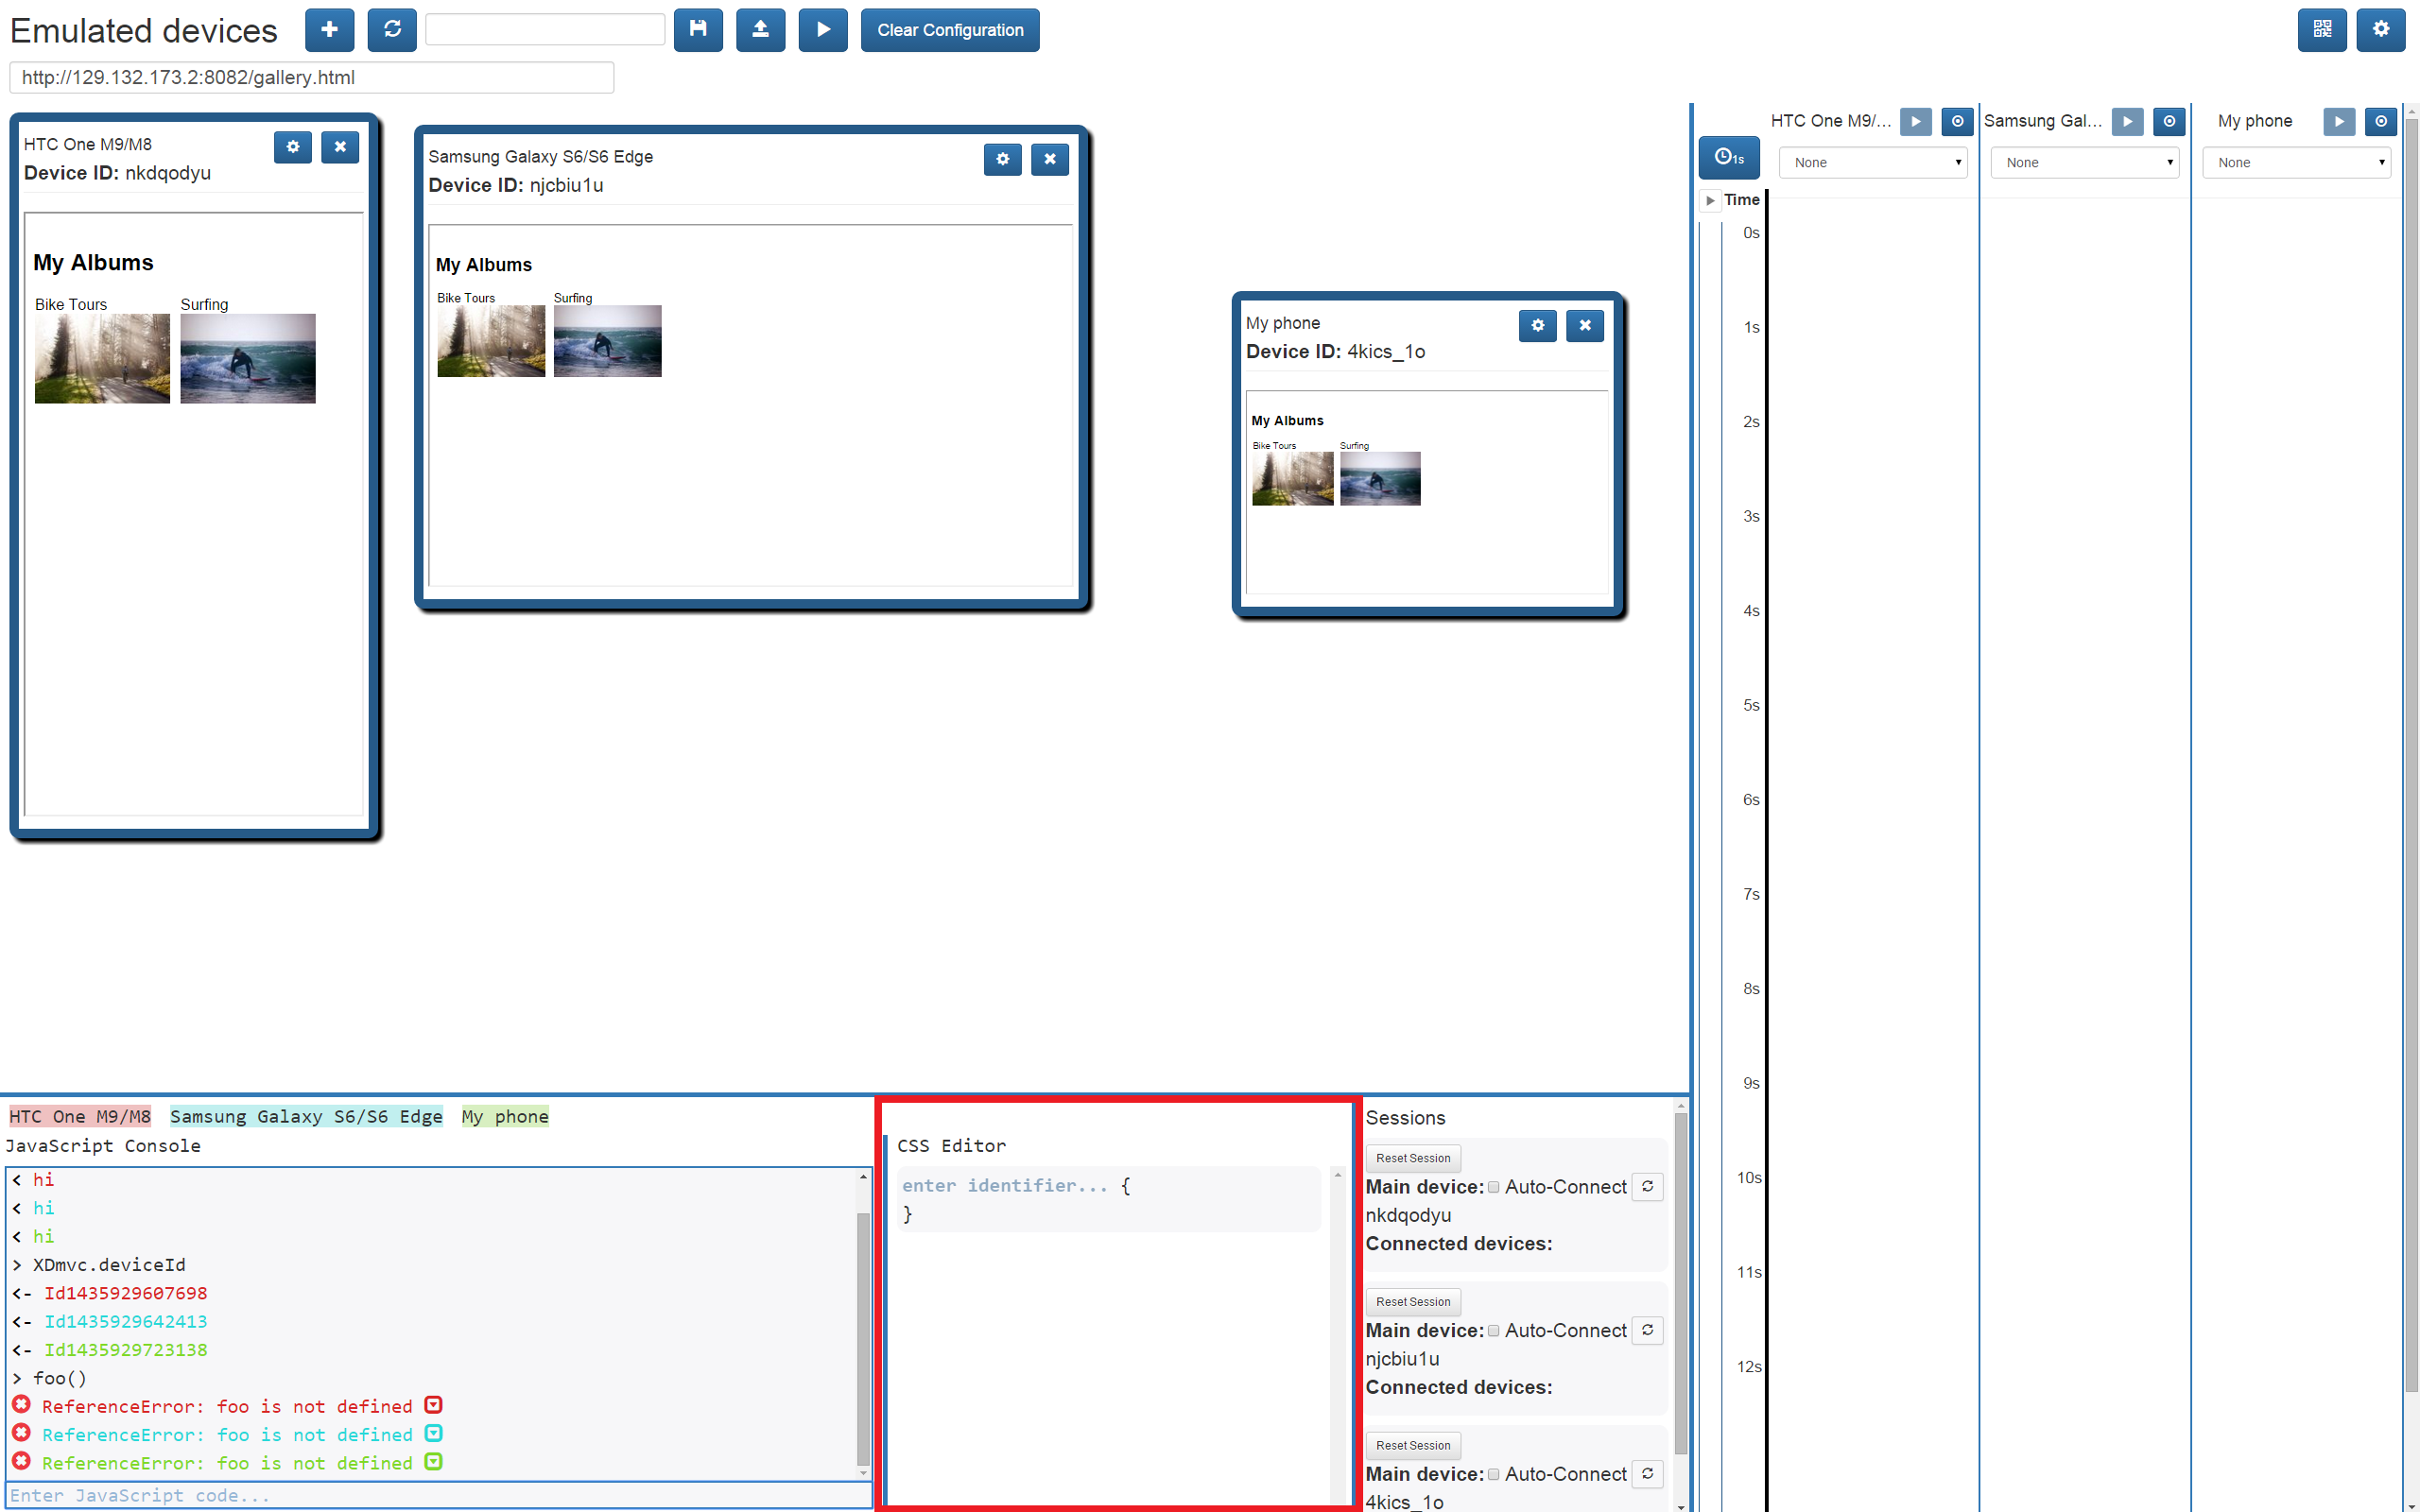 Emulated devices
Clear Configuration
http://129.132.173.2:8082/gallery.html
HTC One M9/M8
Device ID: nkdqodyu
My Albums
Bike Tours
Surfing
Samsung Galaxy S6/S6 Edge
Device ID: njcbiu1u
My Albums
Bike Tours
Surfing
My phone
Device ID: 4kics_1o
My Albums
Bike Tours
Surfing
HTC One M9/...
Samsung Gal...
My phone
1s
None
None
None
Time
0s
1s
2s
3s
4s
5s
6s
7s
8s
9s
10s
11s
12s
HTC One M9/M8 Samsung Galaxy S6/S6 Edge My phone
JavaScript Console
< hi
< hi
< hi
> XDmvc.deviceId
<- Id1435929607698
<- Id1435929642413
<- Id1435929723138
> foo()
ReferenceError: foo is not defined
ReferenceError: foo is not defined
ReferenceError: foo is not defined
Enter JavaScript code...
CSS Editor
enter identifier... {
}
Sessions
Reset Session
Main device: Auto-Connect
nkdqodyu
Connected devices:
Reset Session
Main device: Auto-Connect
njcbiu1u
Connected devices:
Reset Session
Main device: Auto-Connect
4kics_1o